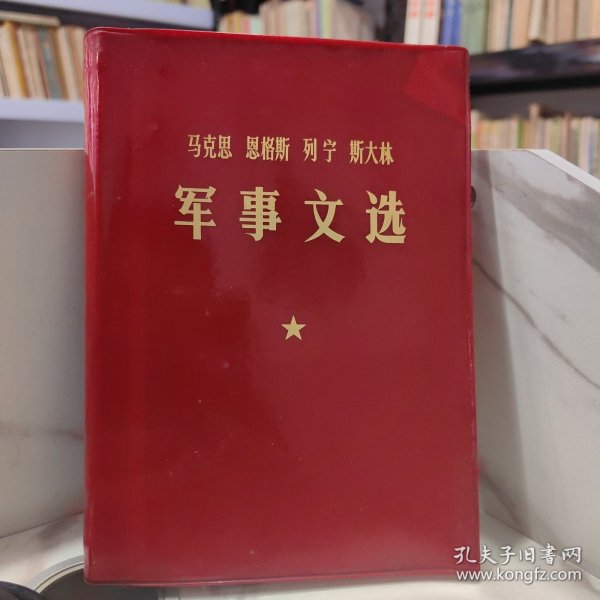 马克思 恩格斯 列宁 斯大林
军事文选
孔夫子旧书网
www.kongfz.com